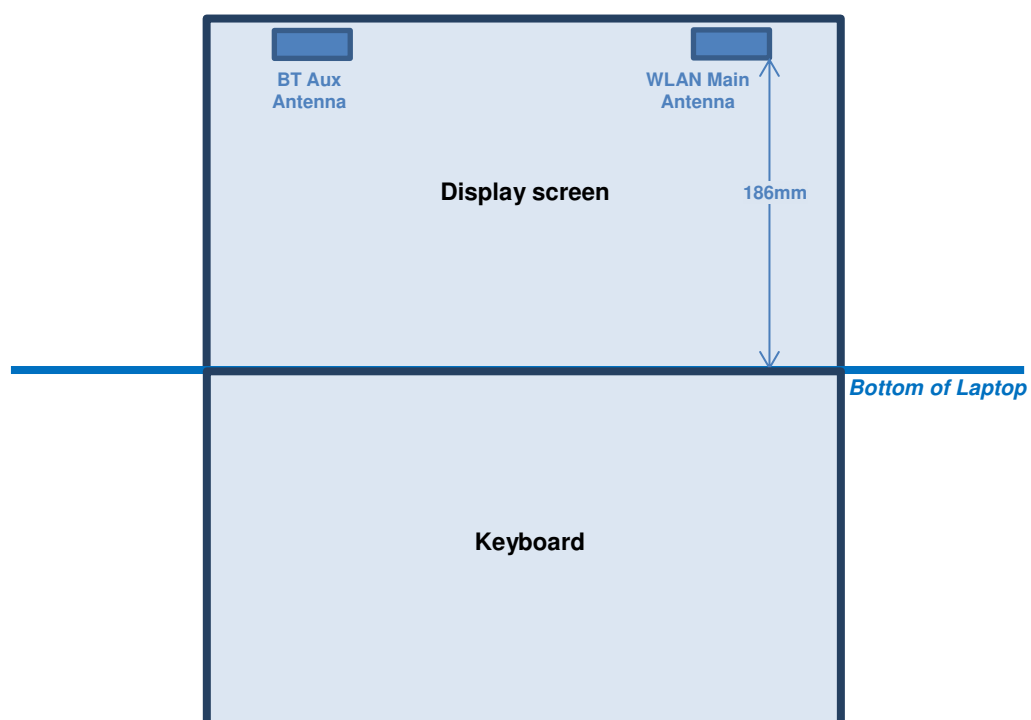 BT Aux
Antenna
WLAN Main
Antenna
Display screen
186mm
Bottom of Laptop
Keyboard